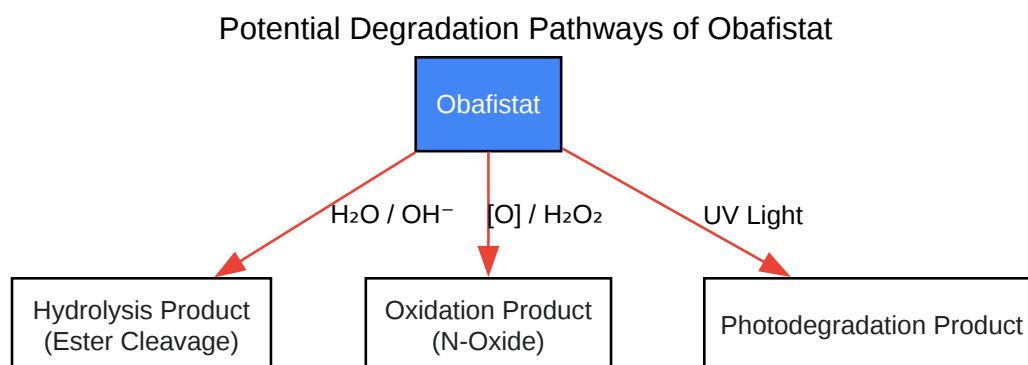 Potential Degradation Pathways of Obafistat
Obafistat
H₂O / OH⁻
[O] / H₂O₂
UV Light
Hydrolysis Product
(Ester Cleavage)
Oxidation Product
(N-Oxide)
Photodegradation Product